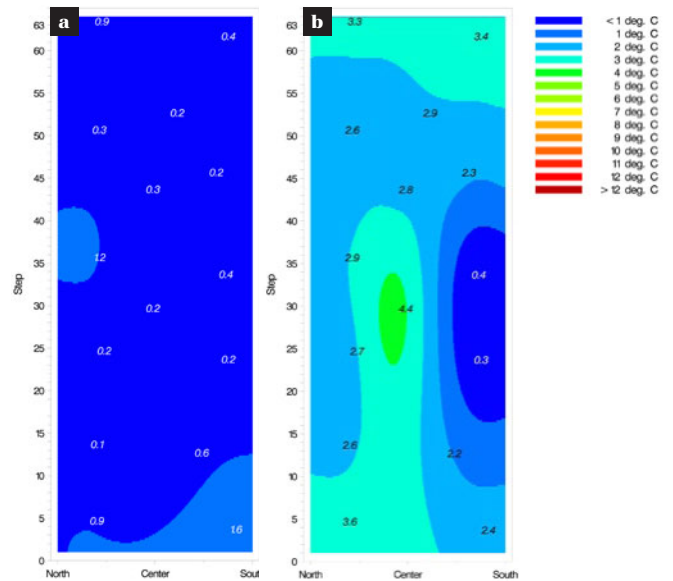 a
b
63
60
55
50
45
40
35
30
25
20
15
10
5
0
Step
North Center South
0.9
0.4
0.2
0.3
0.2
0.3
1.2
0.4
0.2
0.2
0.2
0.1
0.6
0.9
1.6
63
60
55
50
45
40
35
30
25
20
15
10
5
0
Step
North Center South
3.3
3.4
2.9
2.6
2.3
2.8
2.9
0.4
4.4
2.7
0.3
2.6
2.2
3.6
2.4
< 1 deg. C
1 deg. C
2 deg. C
3 deg. C
4 deg. C
5 deg. C
6 deg. C
7 deg. C
8 deg. C
9 deg. C
10 deg. C
11 deg. C
12 deg. C
> 12 deg. C